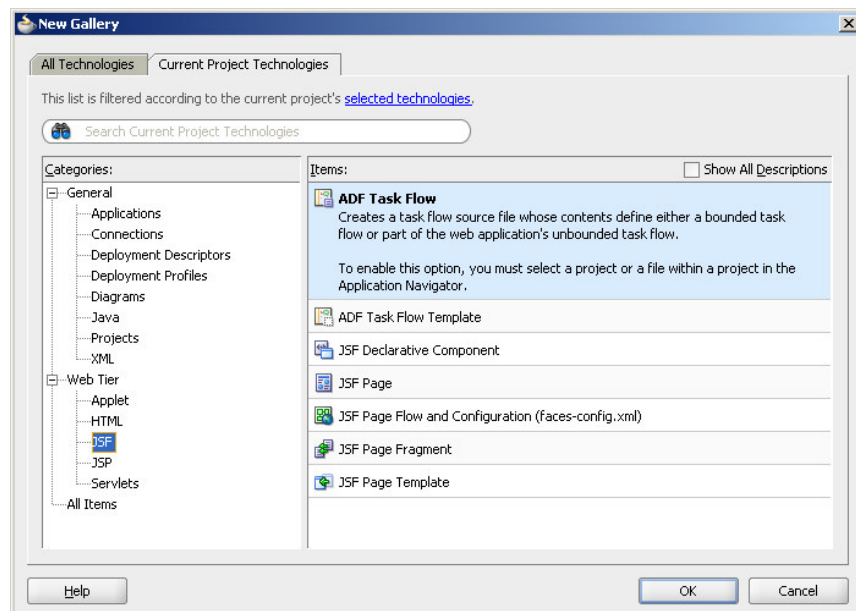 New Gallery
All Technologies
Current Project Technologies
This list is filtered according to the current project's selected technologies.
Search Current Project Technologies
Categories:
General
Applications
Connections
Deployment Descriptors
Deployment Profiles
Diagrams
Java
Projects
XML
Web Tier
Applet
HTML
JSF
JSP
Servlets
All Items
Items:
Show All Descriptions
ADF Task Flow
Creates a task flow source file whose contents define either a bounded task
flow or part of the web application's unbounded task flow.
To enable this option, you must select a project or a file within a project in the
Application Navigator.
ADF Task Flow Template
JSF Declarative Component
JSF Page
JSF Page Flow and Configuration (faces-config.xml)
JSF Page Fragment
JSF Page Template
Help
OK
Cancel